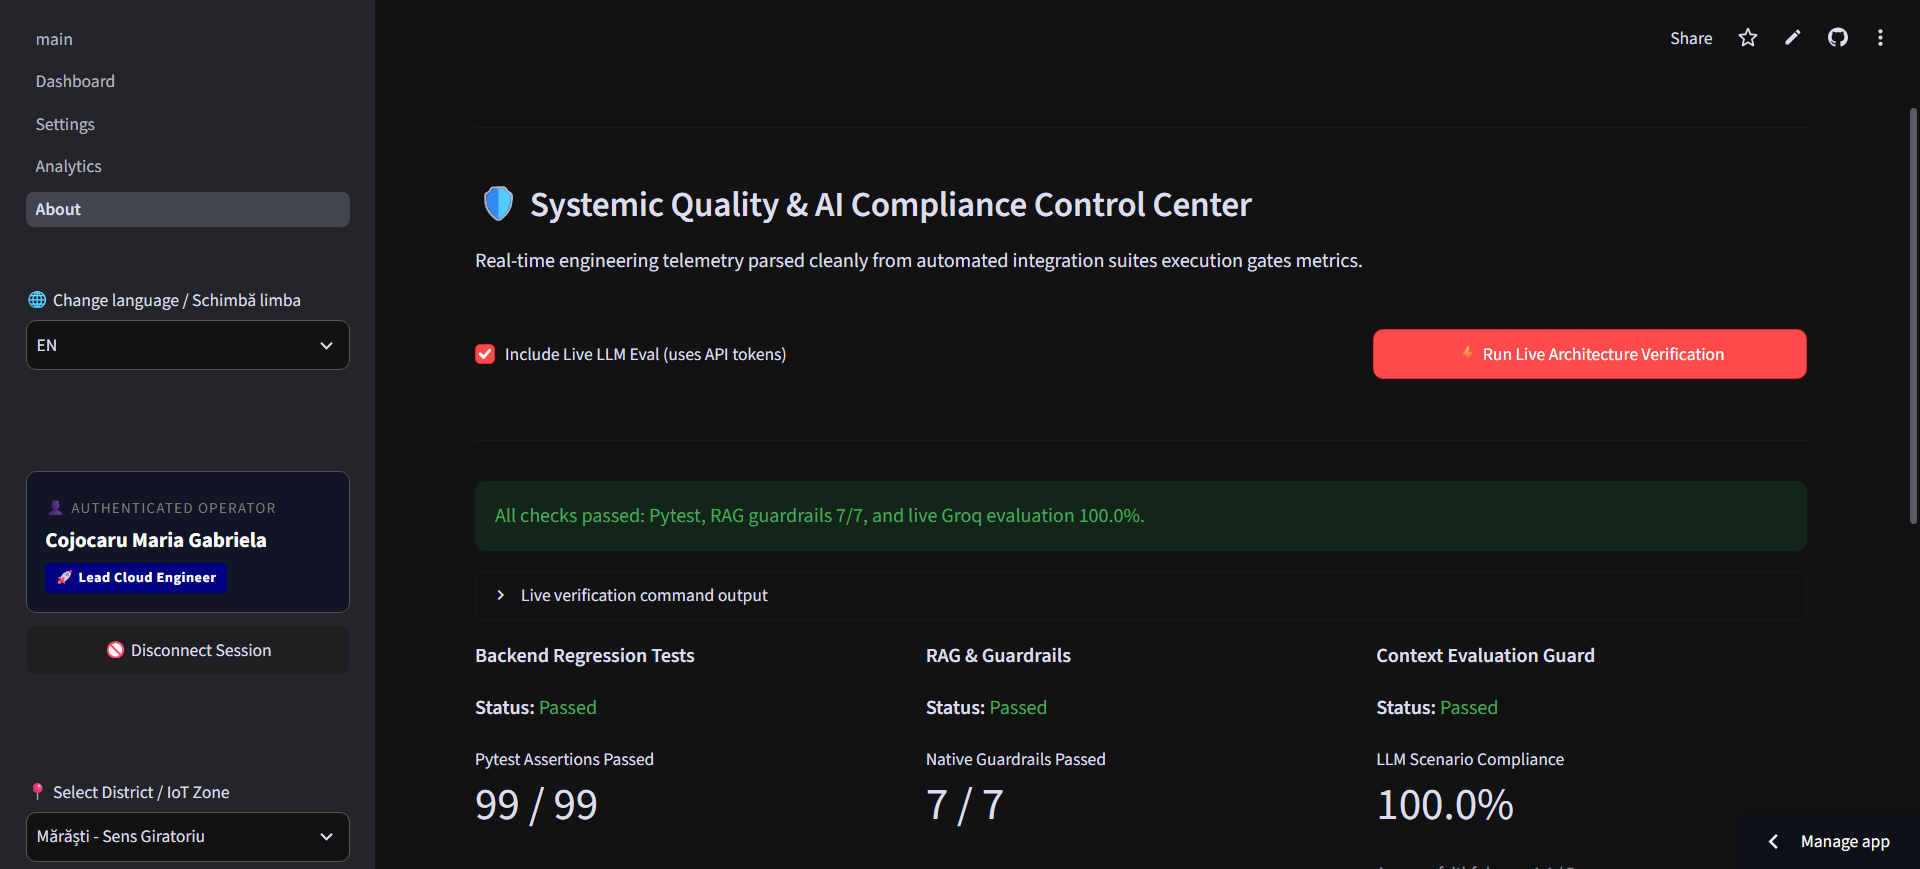 main
Dashboard
Settings
Analytics
About
Change language / Schimbă limba
EN
AUTHENTICATED OPERATOR
Cojocaru Maria Gabriela
Lead Cloud Engineer
Disconnect Session
Select District / IoT Zone
Mărăști - Sens Giratoriu
Share
Systemic Quality & AI Compliance Control Center
Real-time engineering telemetry parsed cleanly from automated integration suites execution gates metrics.
Include Live LLM Eval (uses API tokens)
Run Live Architecture Verification
All checks passed: Pytest, RAG guardrails 7/7, and live Groq evaluation 100.0%.
Live verification command output
Backend Regression Tests
Status: Passed
Pytest Assertions Passed
99 / 99
RAG & Guardrails
Status: Passed
Native Guardrails Passed
7 / 7
Context Evaluation Guard
Status: Passed
LLM Scenario Compliance
100.0%
Manage app